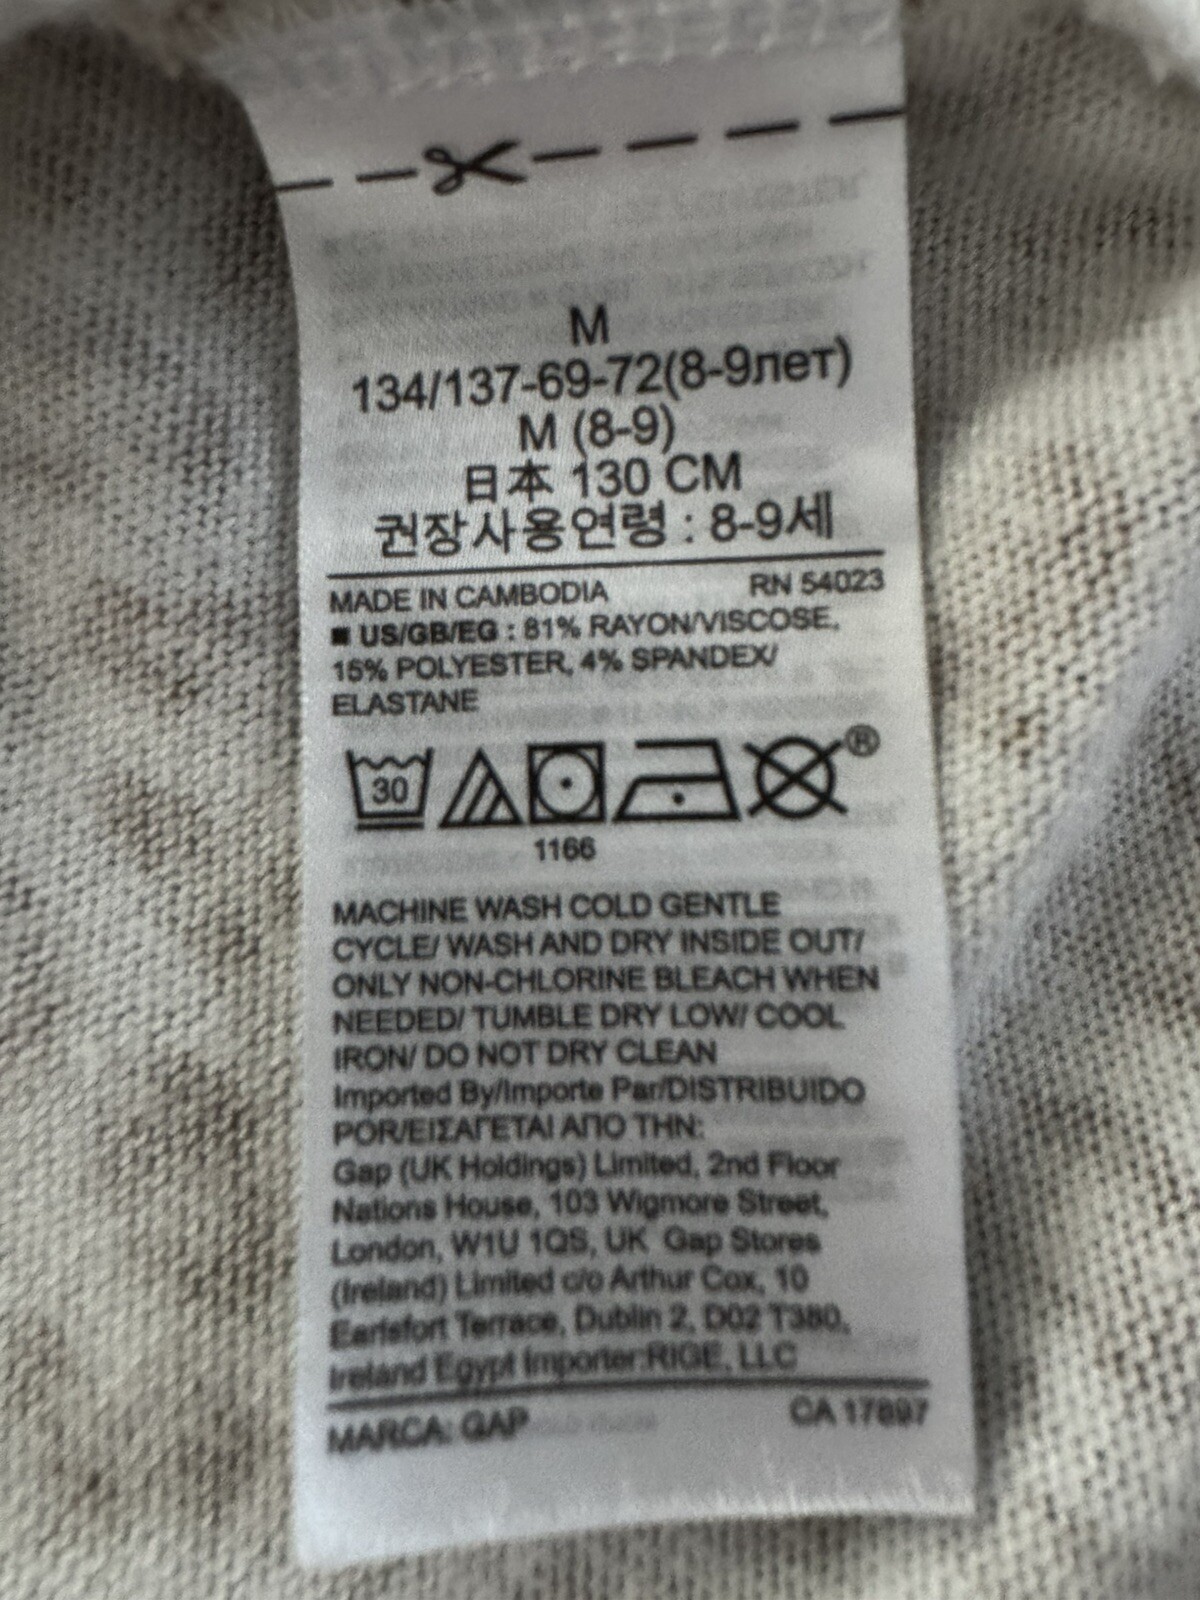 M
134/137-69-72(8-9лет)
M (8-9)
日本 130 CM
권장사용연령 : 8-9세
MADE IN CAMBODIA RN 54023
■ US/GB/EG : 81% RAYON/VISCOSE,
15% POLYESTER, 4% SPANDEX/
ELASTANE
30
®
1166
MACHINE WASH COLD GENTLE
CYCLE/ WASH AND DRY INSIDE OUT/
ONLY NON-CHLORINE BLEACH WHEN
NEEDED/ TUMBLE DRY LOW/ COOL
IRON/ DO NOT DRY CLEAN
Imported By/Importe Par/DISTRIBUIDO
POR/ΕΙΣΑΓΕΤΑΙ ΑΠΟ ΤΗΝ:
Gap (UK Holdings) Limited, 2nd Floor
Nations House, 103 Wigmore Street,
London, W1U 1QS, UK Gap Stores
(Ireland) Limited c/o Arthur Cox, 10
Earlsfort Terrace, Dublin 2, D02 T380,
Ireland Egypt Importer:RIGE, LLC
MARCA: GAP CA 17897